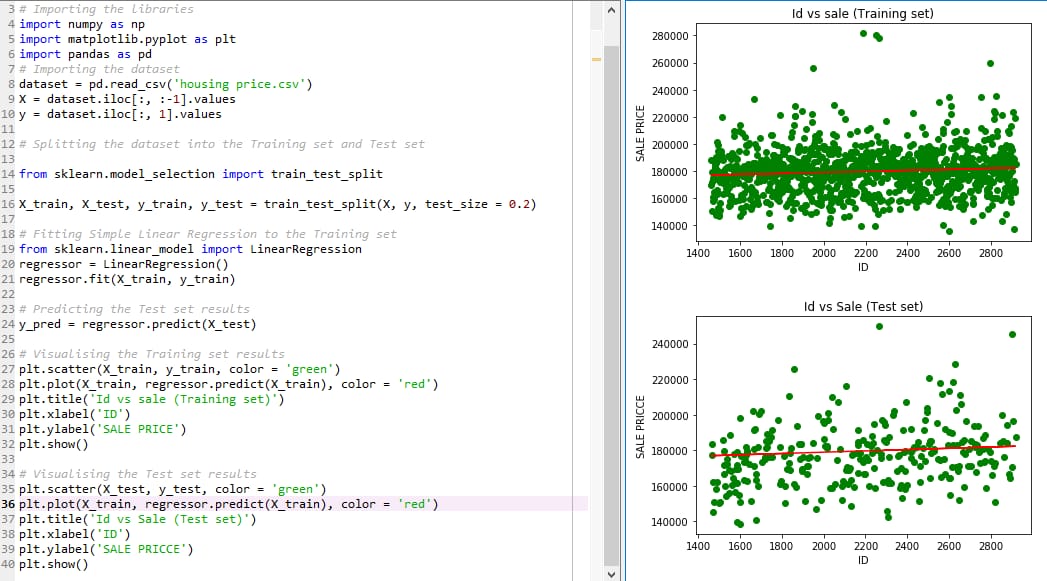 3 # Importing the libraries
4 import numpy as np
5 import matplotlib.pyplot as plt
6 import pandas as pd
7 # Importing the dataset
8 dataset = pd.read_csv('housing price.csv')
9 X = dataset.iloc[:, :-1].values
10 y = dataset.iloc[:, 1].values
11
12 # Splitting the dataset into the Training set and Test set
13
14 from sklearn.model_selection import train_test_split
15
16 X_train, X_test, y_train, y_test = train_test_split(X, y, test_size = 0.2)
17
18 # Fitting Simple Linear Regression to the Training set
19 from sklearn.linear_model import LinearRegression
20 regressor = LinearRegression()
21 regressor.fit(X_train, y_train)
22
23 # Predicting the Test set results
24 y_pred = regressor.predict(X_test)
25
26 # Visualising the Training set results
27 plt.scatter(X_train, y_train, color = 'green')
28 plt.plot(X_train, regressor.predict(X_train), color = 'red')
29 plt.title('Id vs sale (Training set)')
30 plt.xlabel('ID')
31 plt.ylabel('SALE PRICE')
32 plt.show()
33
34 # Visualising the Test set results
35 plt.scatter(X_test, y_test, color = 'green')
36 plt.plot(X_train, regressor.predict(X_train), color = 'red')
37 plt.title('Id vs Sale (Test set)')
38 plt.xlabel('ID')
39 plt.ylabel('SALE PRICCE')
40 plt.show()
Id vs sale (Training set)
SALE PRICE
280000
260000
240000
220000
200000
180000
160000
140000
1400 1600 1800 2000 2200 2400 2600 2800
ID
Id vs Sale (Test set)
SALE PRICCE
240000
220000
200000
180000
160000
140000
1400 1600 1800 2000 2200 2400 2600 2800
ID